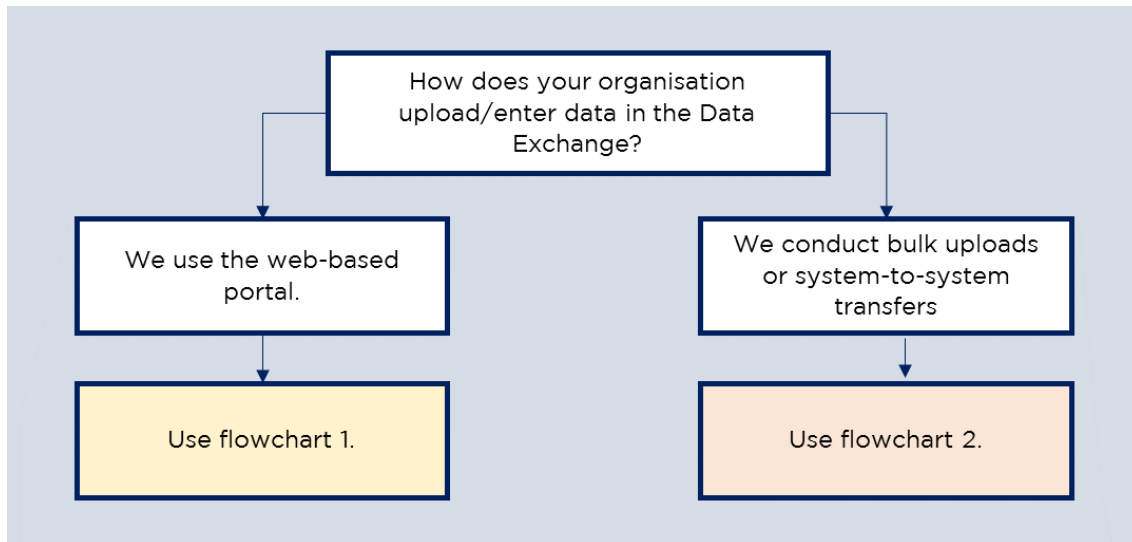 How does your organisation
upload/enter data in the Data
Exchange?
We use the web-based
portal.
We conduct bulk uploads
or system-to-system
transfers
Use flowchart 1.
Use flowchart 2.